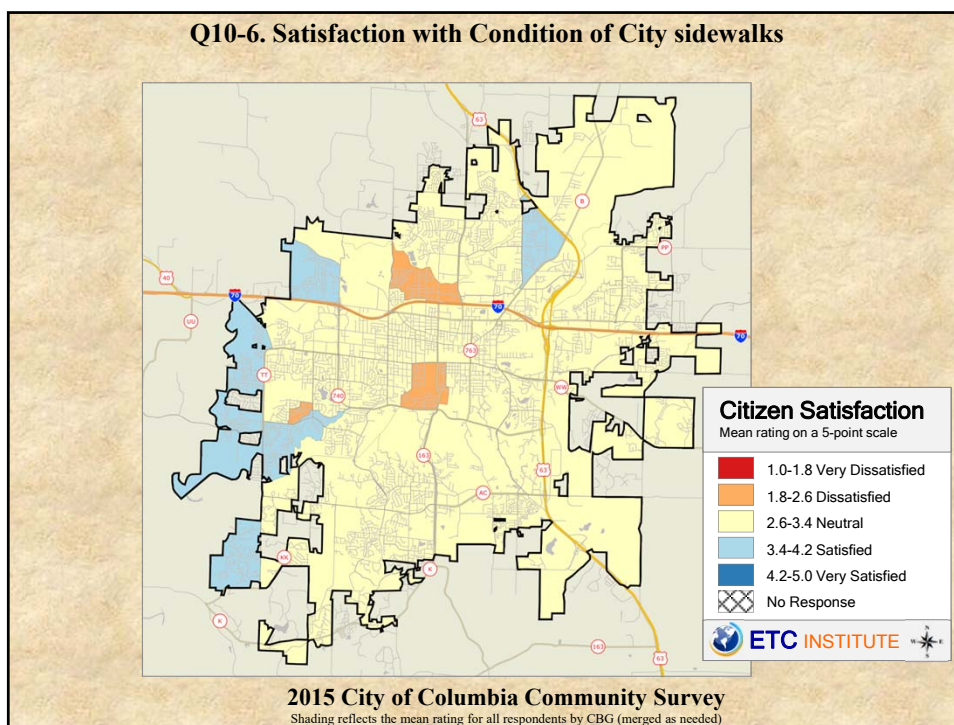 Q10-6. Satisfaction with Condition of City sidewalks
63
B
PP
40
70
70
UU
763
70
TT
740
WW
163
63
AC
KK
K
K
163
63
Citizen Satisfaction
Mean rating on a 5-point scale
1.0-1.8 Very Dissatisfied
1.8-2.6 Dissatisfied
2.6-3.4 Neutral
3.4-4.2 Satisfied
4.2-5.0 Very Satisfied
No Response
ETC INSTITUTE
N
W E
S
2015 City of Columbia Community Survey
Shading reflects the mean rating for all respondents by CBG (merged as needed)